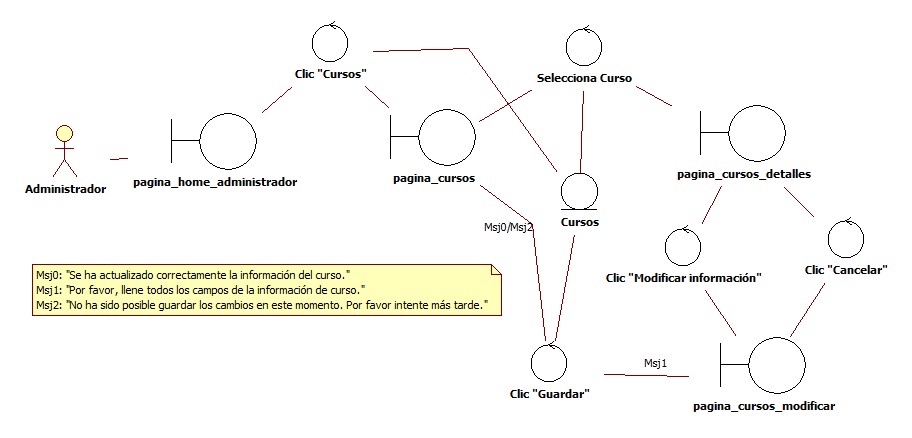 Clic "Cursos"
Selecciona Curso
Administrador
pagina_home_administrador
pagina_cursos
pagina_cursos_detalles
Cursos
Msj0/Msj2
Clic "Modificar información"
Clic "Cancelar"
Msj0: "Se ha actualizado correctamente la información del curso."
Msj1: "Por favor, llene todos los campos de la información de curso."
Msj2: "No ha sido posible guardar los cambios en este momento. Por favor intente más tarde."
Msj1
Clic "Guardar"
pagina_cursos_modificar